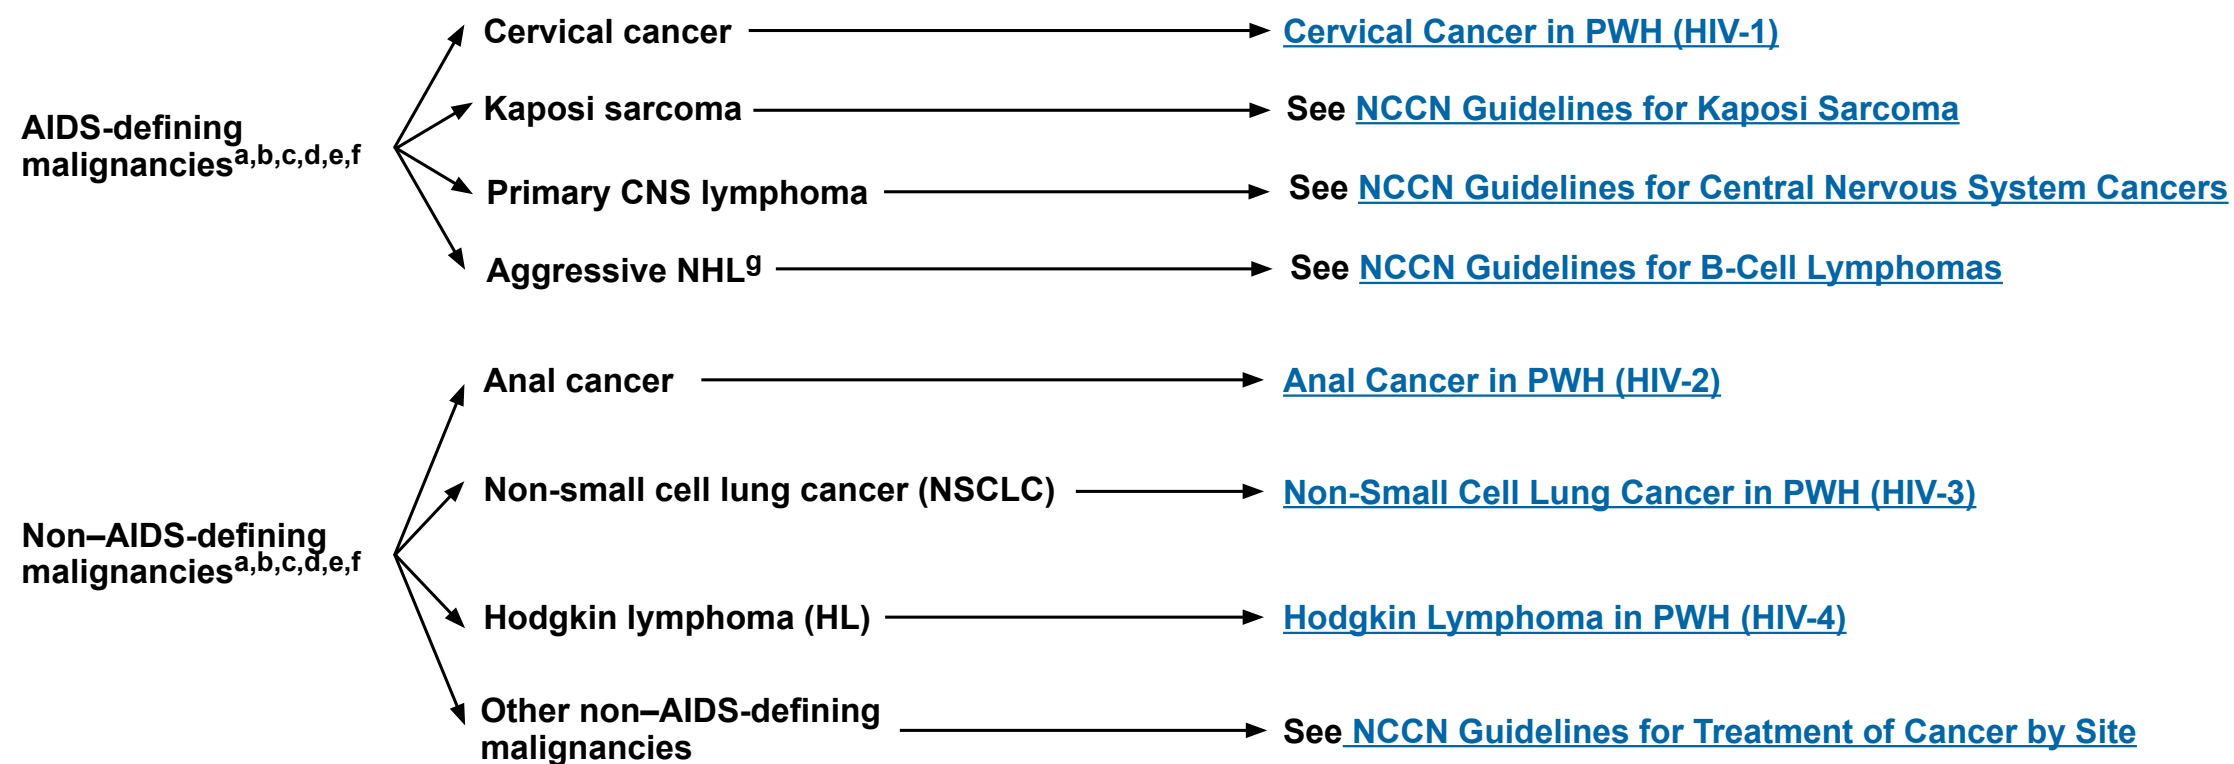 Cervical cancer
Cervical Cancer in PWH (HIV-1)
AIDS-defining
malignanciesa,b,c,d,e,f
Kaposi sarcoma
See NCCN Guidelines for Kaposi Sarcoma
Primary CNS lymphoma
See NCCN Guidelines for Central Nervous System Cancers
Aggressive NHLg
See NCCN Guidelines for B-Cell Lymphomas
Anal cancer
Anal Cancer in PWH (HIV-2)
Non-small cell lung cancer (NSCLC)
Non-Small Cell Lung Cancer in PWH (HIV-3)
Non–AIDS-defining
malignanciesa,b,c,d,e,f
Hodgkin lymphoma (HL)
Hodgkin Lymphoma in PWH (HIV-4)
Other non–AIDS-defining
malignancies
See NCCN Guidelines for Treatment of Cancer by Site